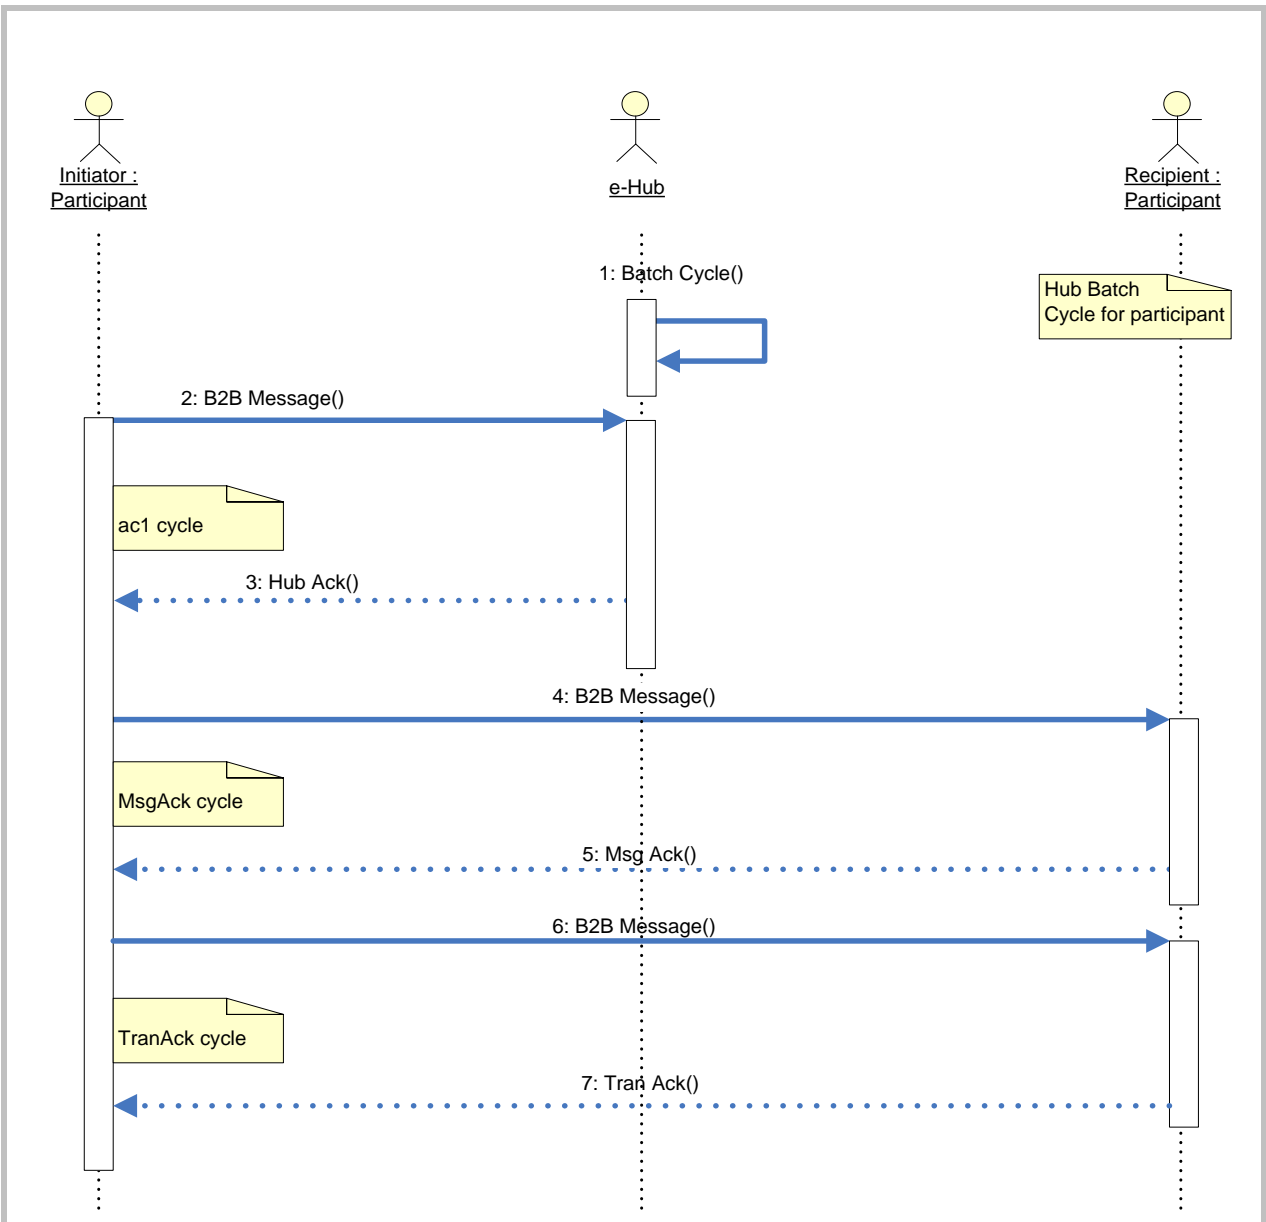 Initiator :
Participant
e-Hub
Recipient :
Participant
1: Batch Cycle()
Hub Batch
Cycle for participant
2: B2B Message()
ac1 cycle
3: Hub Ack()
4: B2B Message()
MsgAck cycle
5: Msg Ack()
6: B2B Message()
TranAck cycle
7: Tran Ack()